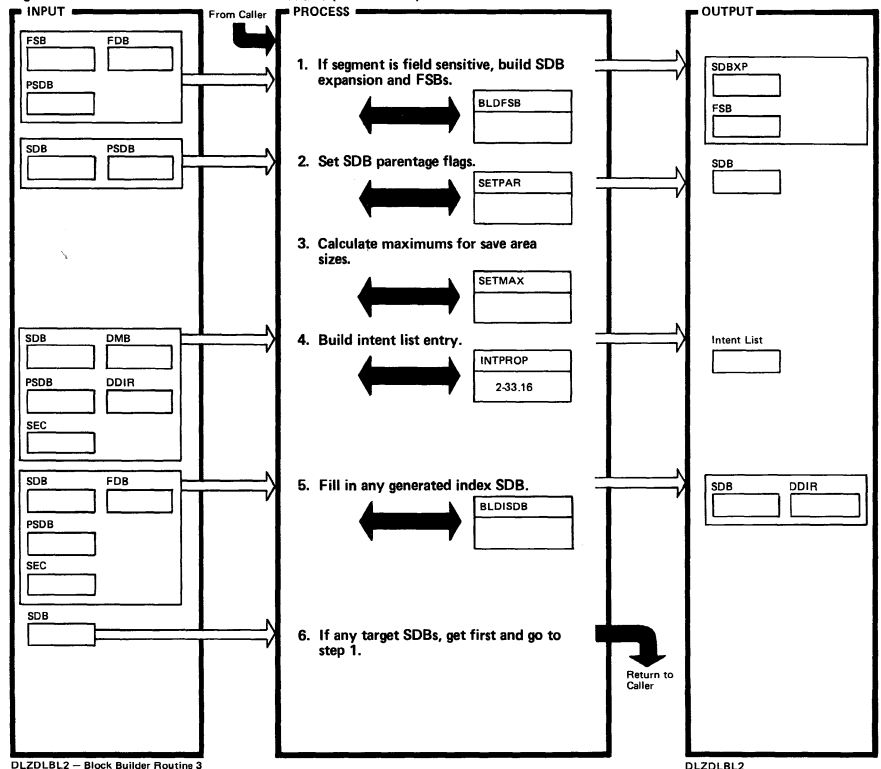 INPUT
From Caller
PROCESS
OUTPUT
FSB FDB
PSDB
1. If segment is field sensitive, build SDB
expansion and FSBs.
BLDFSB
SDBXP
FSB
SDB PSDB
2. Set SDB parentage flags.
SETPAR
SDB
3. Calculate maximums for save area
sizes.
SETMAX
SDB DMB
PSDB DDIR
SEC
4. Build intent list entry.
INTPROP
2-33.16
Intent List
SDB FDB
PSDB
SEC
5. Fill in any generated index SDB.
BLDISDB
SDB DDIR
SDB
6. If any target SDBs, get first and go to
step 1.
Return to
Caller
DLZDLBL2 — Block Builder Routine 3
DLZDLBL2